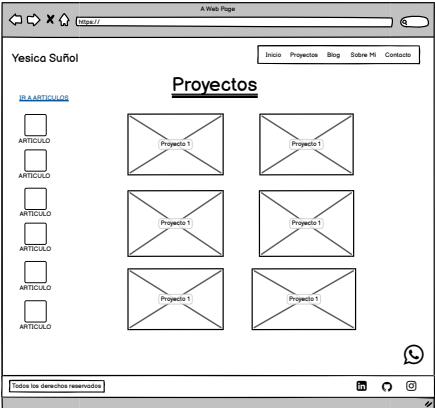 A Web Page
https://
Yesica Suñol
Inicio Proyectos Blog Sobre Mi Contacto
Proyectos
IR A ARTICULOS
ARTICULO
ARTICULO
ARTICULO
ARTICULO
ARTICULO
ARTICULO
Proyecto 1
Proyecto 1
Proyecto 1
Proyecto 1
Proyecto 1
Proyecto 1
Todos los derechos reservados
in